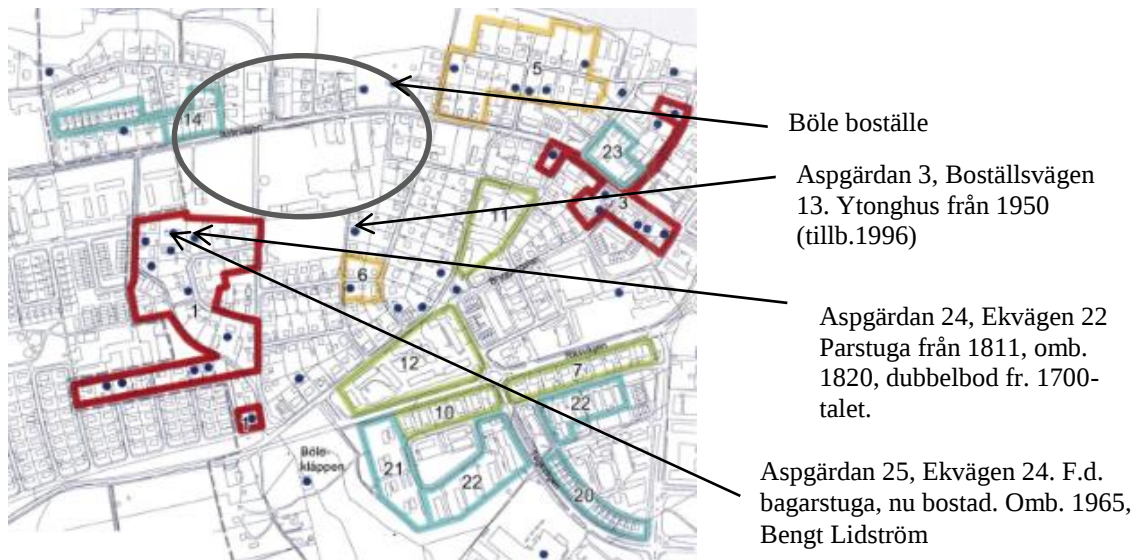 5
14
23
3
11
6
1
12
7
10
22
1
Böle-
kläppen
21
22
20
Böle boställe
Aspgärdan 3, Boställsvägen
13. Ytonghus från 1950
(tillb.1996)
Aspgärdan 24, Ekvägen 22
Parstuga från 1811, omb.
1820, dubbelbod fr. 1700-
talet.
Aspgärdan 25, Ekvägen 24. F.d.
bagarstuga, nu bostad. Omb. 1965,
Bengt Lidström